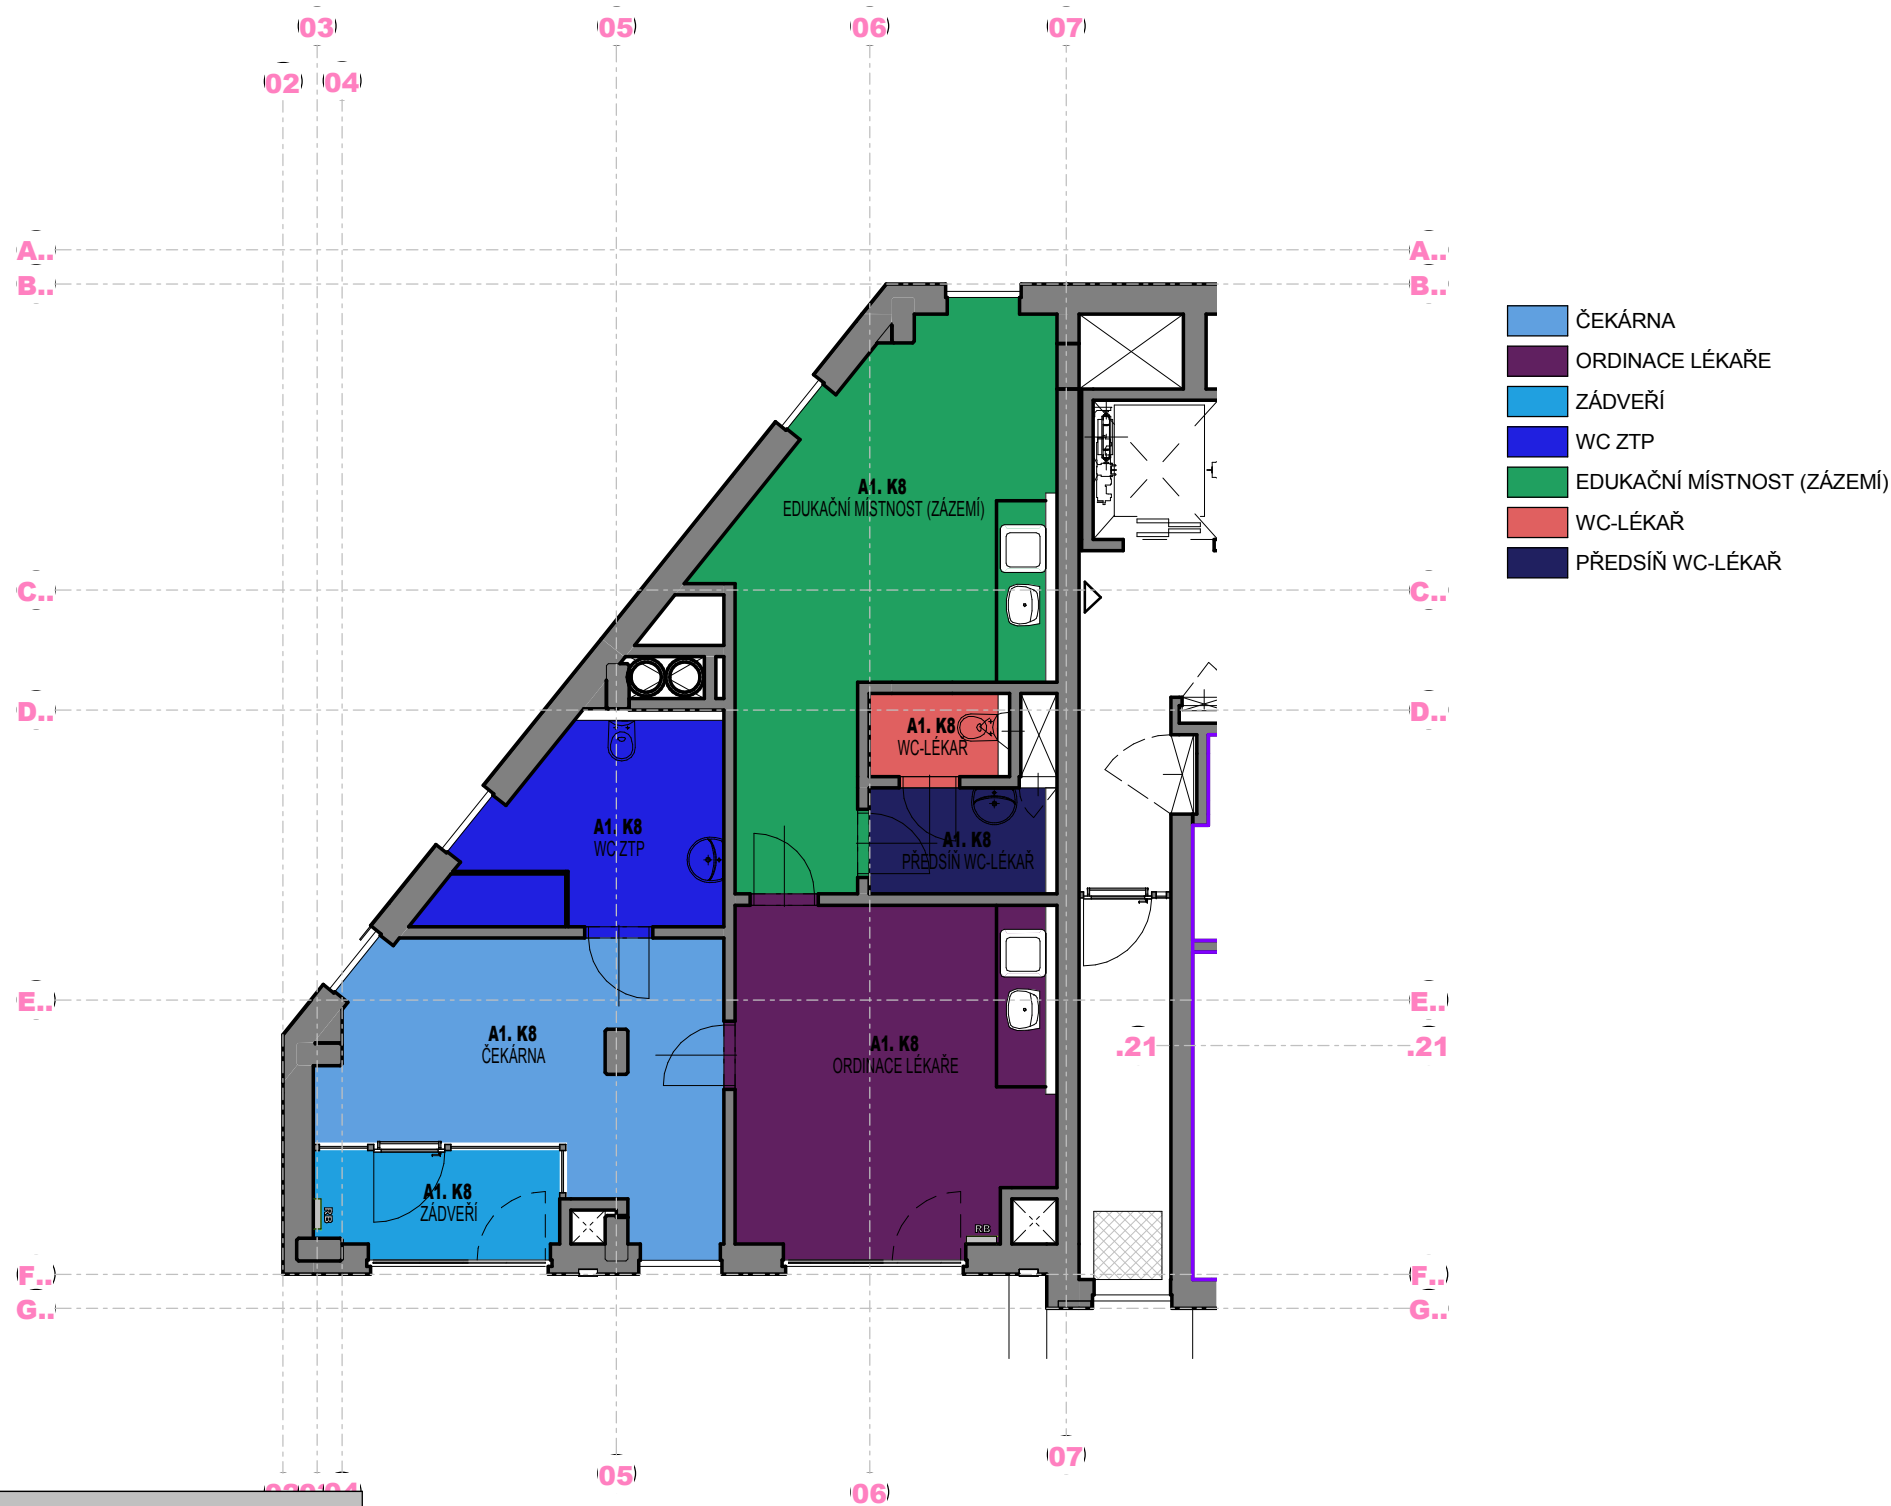 03
05
06
07
02
04
A..
A..
B..
B..
ČEKÁRNA
ORDINACE LÉKAŘE
ZÁDVEŘÍ
WC ZTP
EDUKAČNÍ MÍSTNOST (ZÁZEMÍ)
WC-LÉKAŘ
PŘEDSÍŇ WC-LÉKAŘ
A1. K8
EDUKAČNÍ MÍSTNOST (ZÁZEMÍ)
C..
C..
D..
D..
A1. K8
WC-LÉKAŘ
A1. K8
WC ZTP
A1. K8
PŘEDSÍŇ WC-LÉKAŘ
E..
E..
A1. K8
ČEKÁRNA
A1. K8
ORDINACE LÉKAŘE
.21
.21
A1. K8
ZÁDVEŘÍ
RB
RB
F..
F..
G..
G..
05
06
07